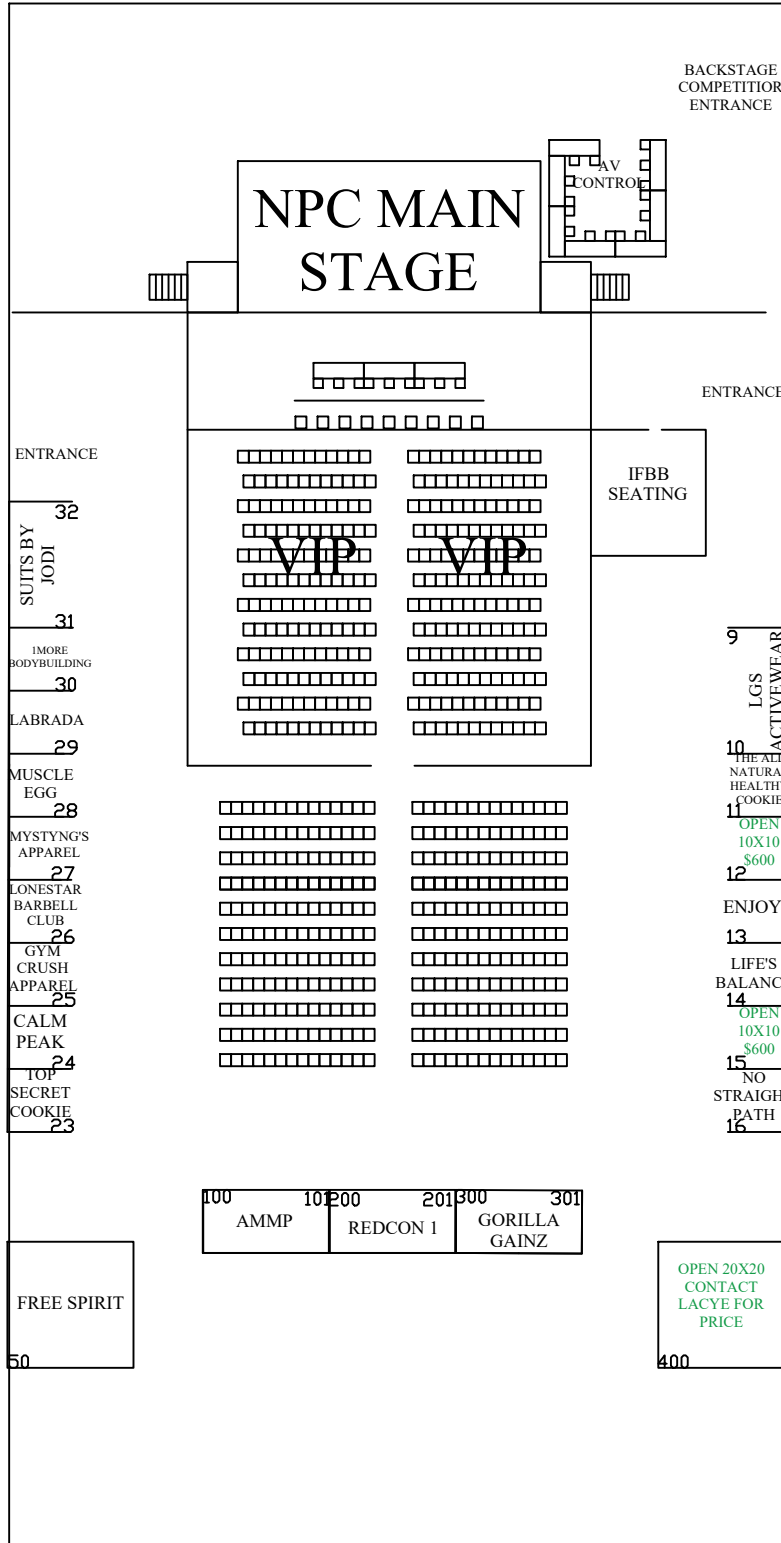 BACKSTAGE
COMPETITIOR
ENTRANCE
AV
CONTROL
NPC MAIN
STAGE
ENTRANCE
ENTRANCE
IFBB
SEATING
VIP
VIP
32
SUITS BY
JODI
31
1MORE
BODYBUILDING
30
LABRADA
29
MUSCLE
EGG
28
MYSTYNG'S
APPAREL
27
LONESTAR
BARBELL
CLUB
26
GYM
CRUSH
APPAREL
25
CALM
PEAK
24
TOP
SECRET
COOKIE
23
9
LGS
ACTIVEWEAR
10
THE ALL
NATURA
HEALTHY
COOKIE
11
OPEN
10X10
$600
12
ENJOY
13
LIFE'S
BALANC
14
OPEN
10X10
$600
15
NO
STRAIGH
PATH
16
100
101
AMMP
200
201
REDCON 1
300
301
GORILLA
GAINZ
FREE SPIRIT
50
OPEN 20X20
CONTACT
LACYE FOR
PRICE
400